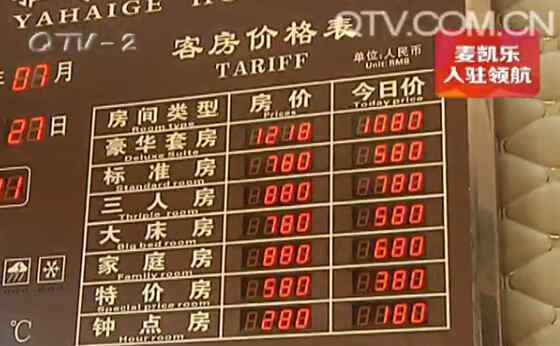 YAHAIGE HO
QTV.COM.CN
QTV-2
客房价格表
TARIFF
单位:人民币
Unit:RMB
麦凯乐
入驻领航
年 07 月
27 日
房间类型 房价 今日价
Room type Prices Today price
豪华套房 1218 1080
Deluxe Suite
标准房 780 580
Standard room
三人房 880 780
Thriple room
大床房 780 580
Big bed room
家庭房 880 680
Family room
特价房 580 380
Special price room
钟点房 280 180
Hour room
℃